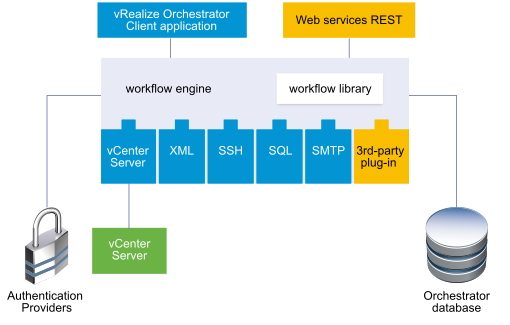 vRealize Orchestrator
Client application
Web services REST
workflow engine
workflow library
vCenter
Server
XML
SSH
SQL
SMTP
3rd-party
plug-in
vCenter
Server
Authentication
Providers
Orchestrator
database